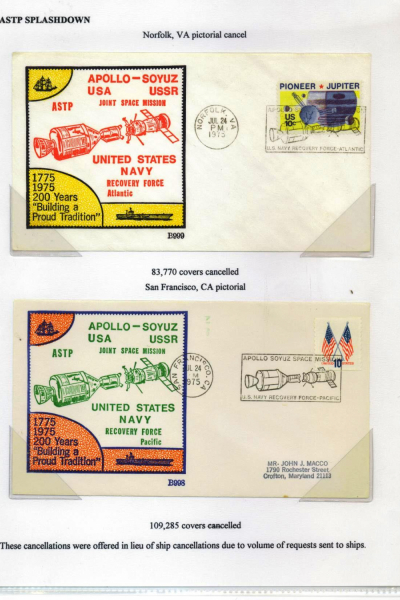 ASTP SPLASHDOWN
Norfolk, VA pictorial cancel
APOLLO-SOYUZ
USA USSR
ASTP JOINT SPACE MISSION
UNITED STATES
NAVY
RECOVERY FORCE
Atlantic
1775
1975
200 Years
"Building a
Proud Tradition"
B999
NORFOLK, VA
JUL 24
PM
1975
PIONEER ★ JUPITER
US
10c
U.S. NAVY RECOVERY FORCE-ATLANTIC
83,770 covers cancelled
San Francisco, CA pictorial
APOLLO-SOYUZ
USA USSR
ASTP JOINT SPACE MISSION
UNITED STATES
NAVY
RECOVERY FORCE
Pacific
1775
1975
200 Years
"Building a
Proud Tradition"
B998
SAN FRANCISCO, CA
JUL 24
1975
APOLLO SOYUZ SPACE MISSION
U.S. NAVY RECOVERY FORCE-PACIFIC
10
MR. JOHN J. MACCO
1790 Rochester Street
Crofton, Maryland 21113
109,285 covers cancelled
These cancellations were offered in lieu of ship cancellations due to volume of requests sent to ships.